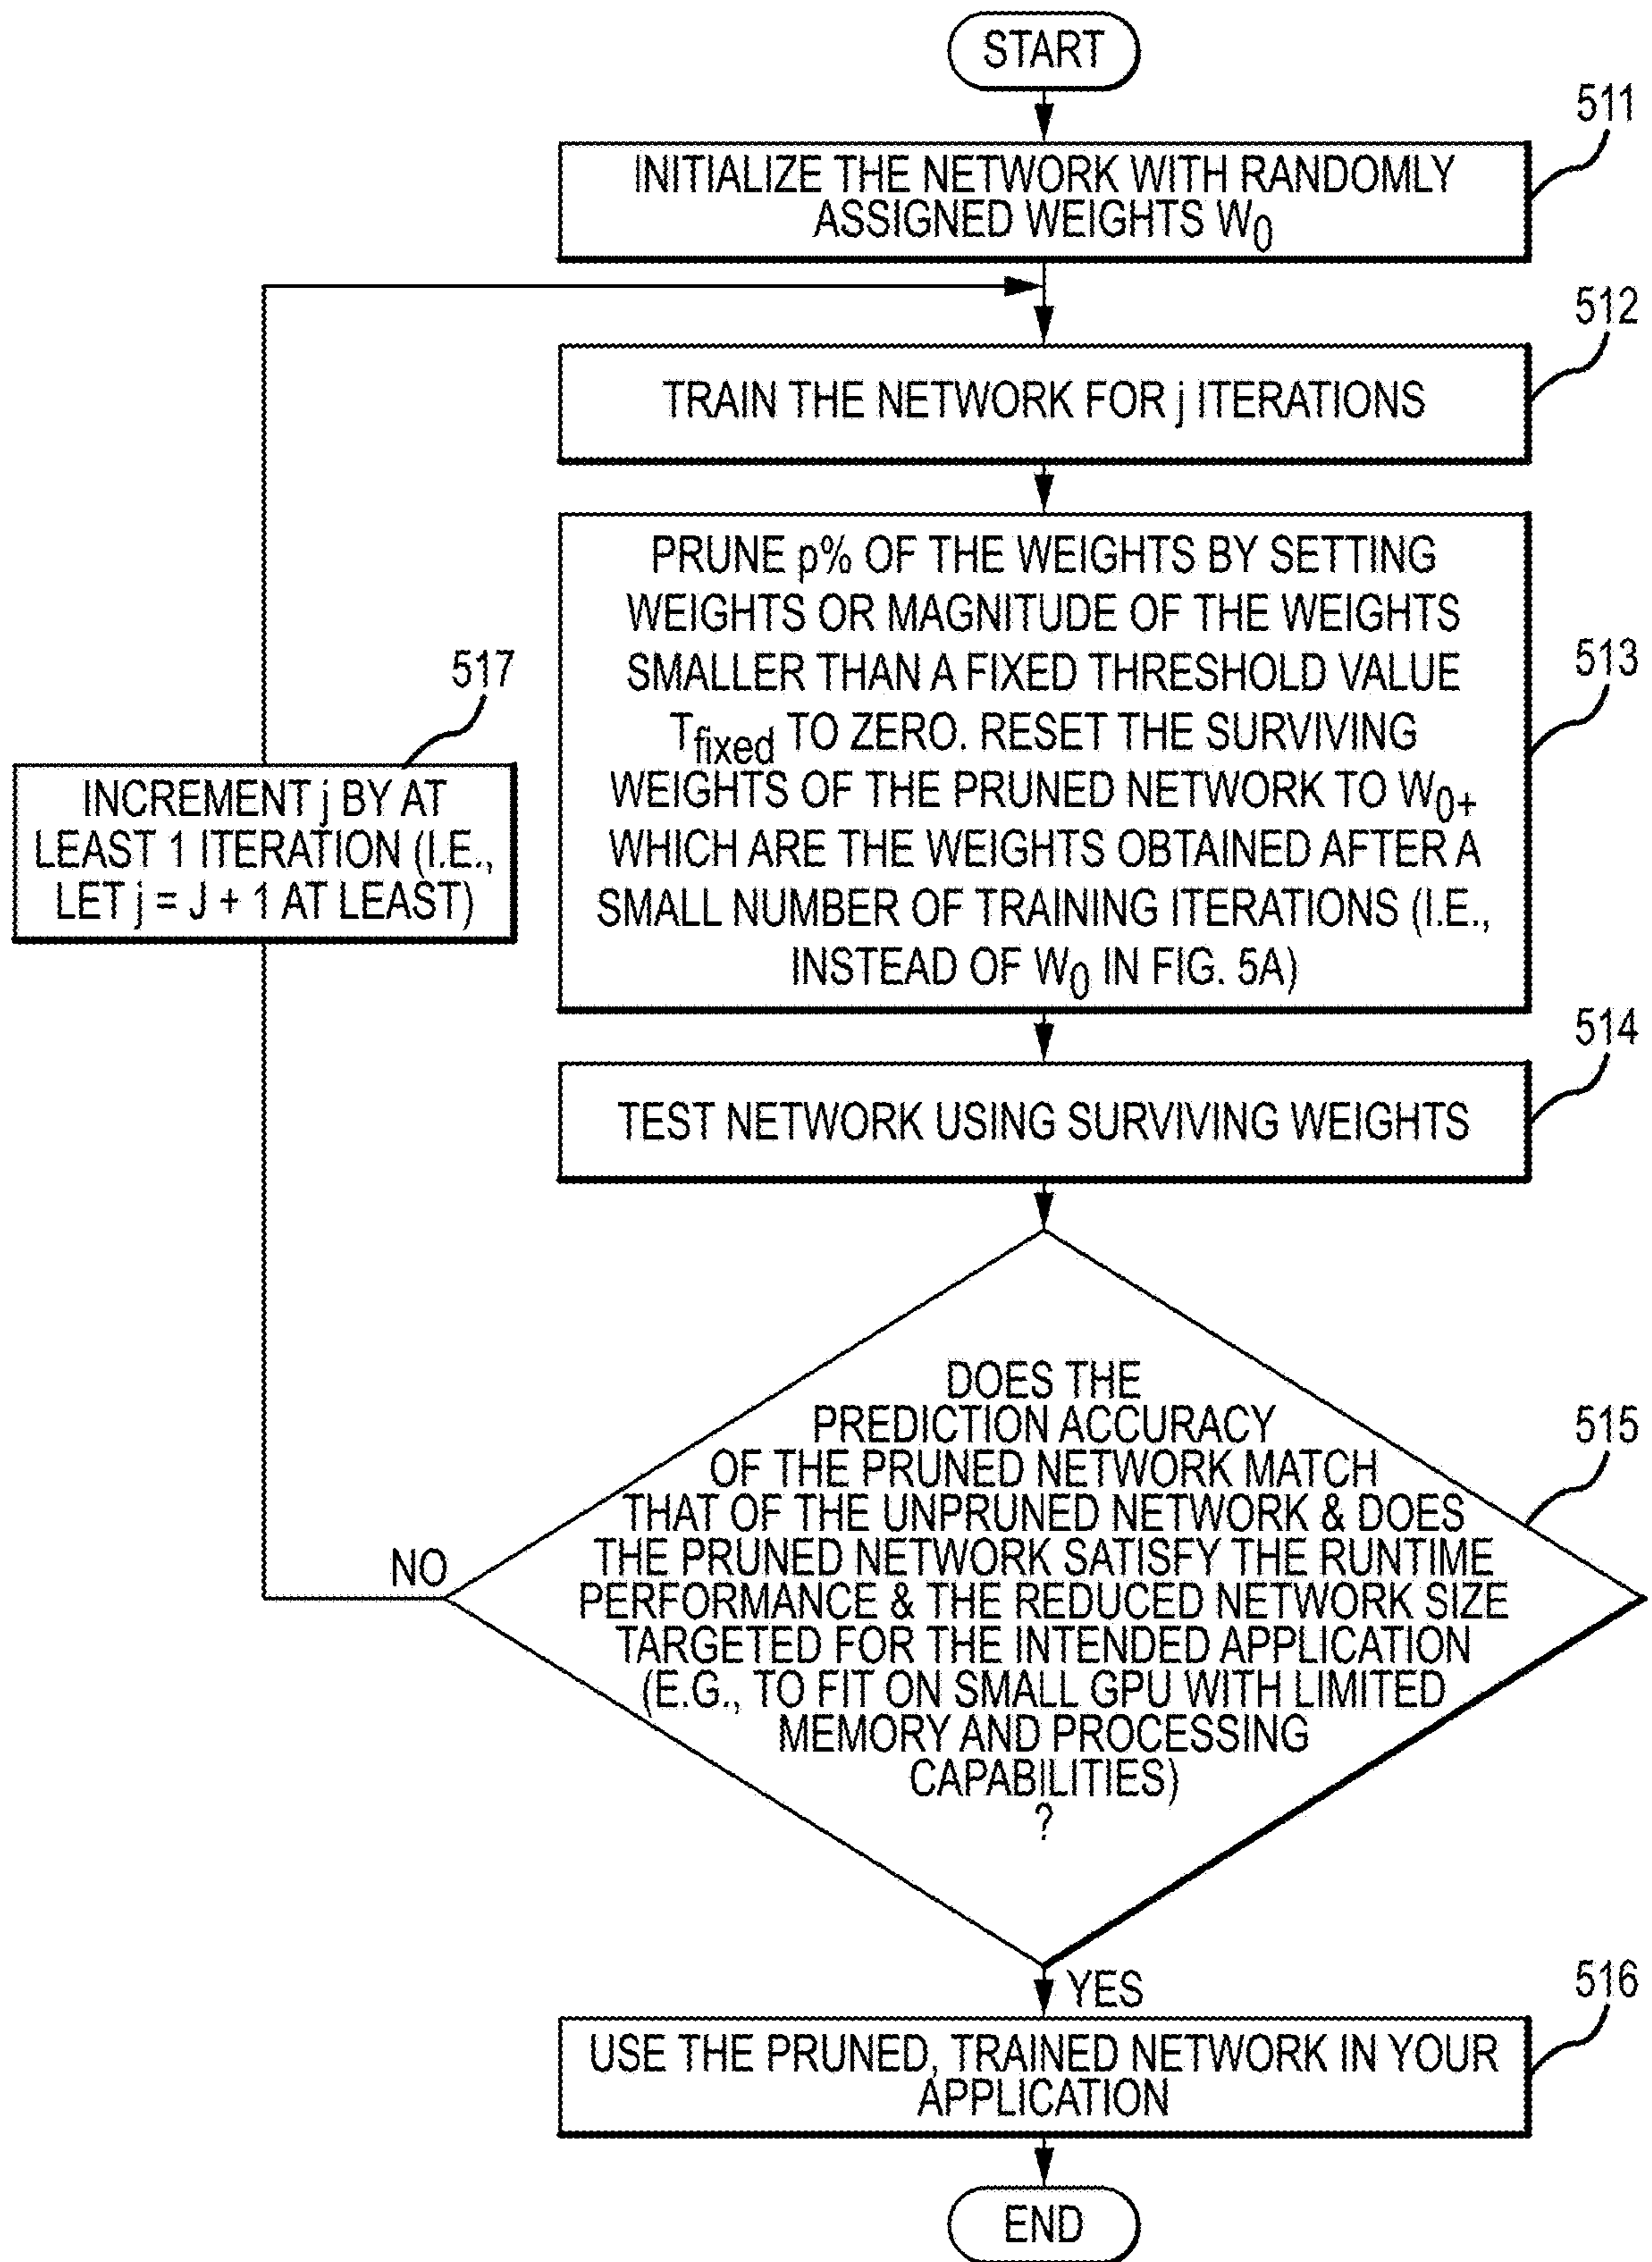 START
511
INITIALIZE THE NETWORK WITH RANDOMLY
ASSIGNED WEIGHTS W0
512
TRAIN THE NETWORK FOR j ITERATIONS
513
PRUNE p% OF THE WEIGHTS BY SETTING
WEIGHTS OR MAGNITUDE OF THE WEIGHTS
SMALLER THAN A FIXED THRESHOLD VALUE
Tfixed TO ZERO. RESET THE SURVIVING
WEIGHTS OF THE PRUNED NETWORK TO W0+
WHICH ARE THE WEIGHTS OBTAINED AFTER A
SMALL NUMBER OF TRAINING ITERATIONS (I.E.,
INSTEAD OF W0 IN FIG. 5A)
517
INCREMENT j BY AT
LEAST 1 ITERATION (I.E.,
LET j = J + 1 AT LEAST)
514
TEST NETWORK USING SURVIVING WEIGHTS
515
DOES THE
PREDICTION ACCURACY
OF THE PRUNED NETWORK MATCH
THAT OF THE UNPRUNED NETWORK & DOES
THE PRUNED NETWORK SATISFY THE RUNTIME
PERFORMANCE & THE REDUCED NETWORK SIZE
TARGETED FOR THE INTENDED APPLICATION
(E.G., TO FIT ON SMALL GPU WITH LIMITED
MEMORY AND PROCESSING
CAPABILITIES)
?
NO
YES
516
USE THE PRUNED, TRAINED NETWORK IN YOUR
APPLICATION
END